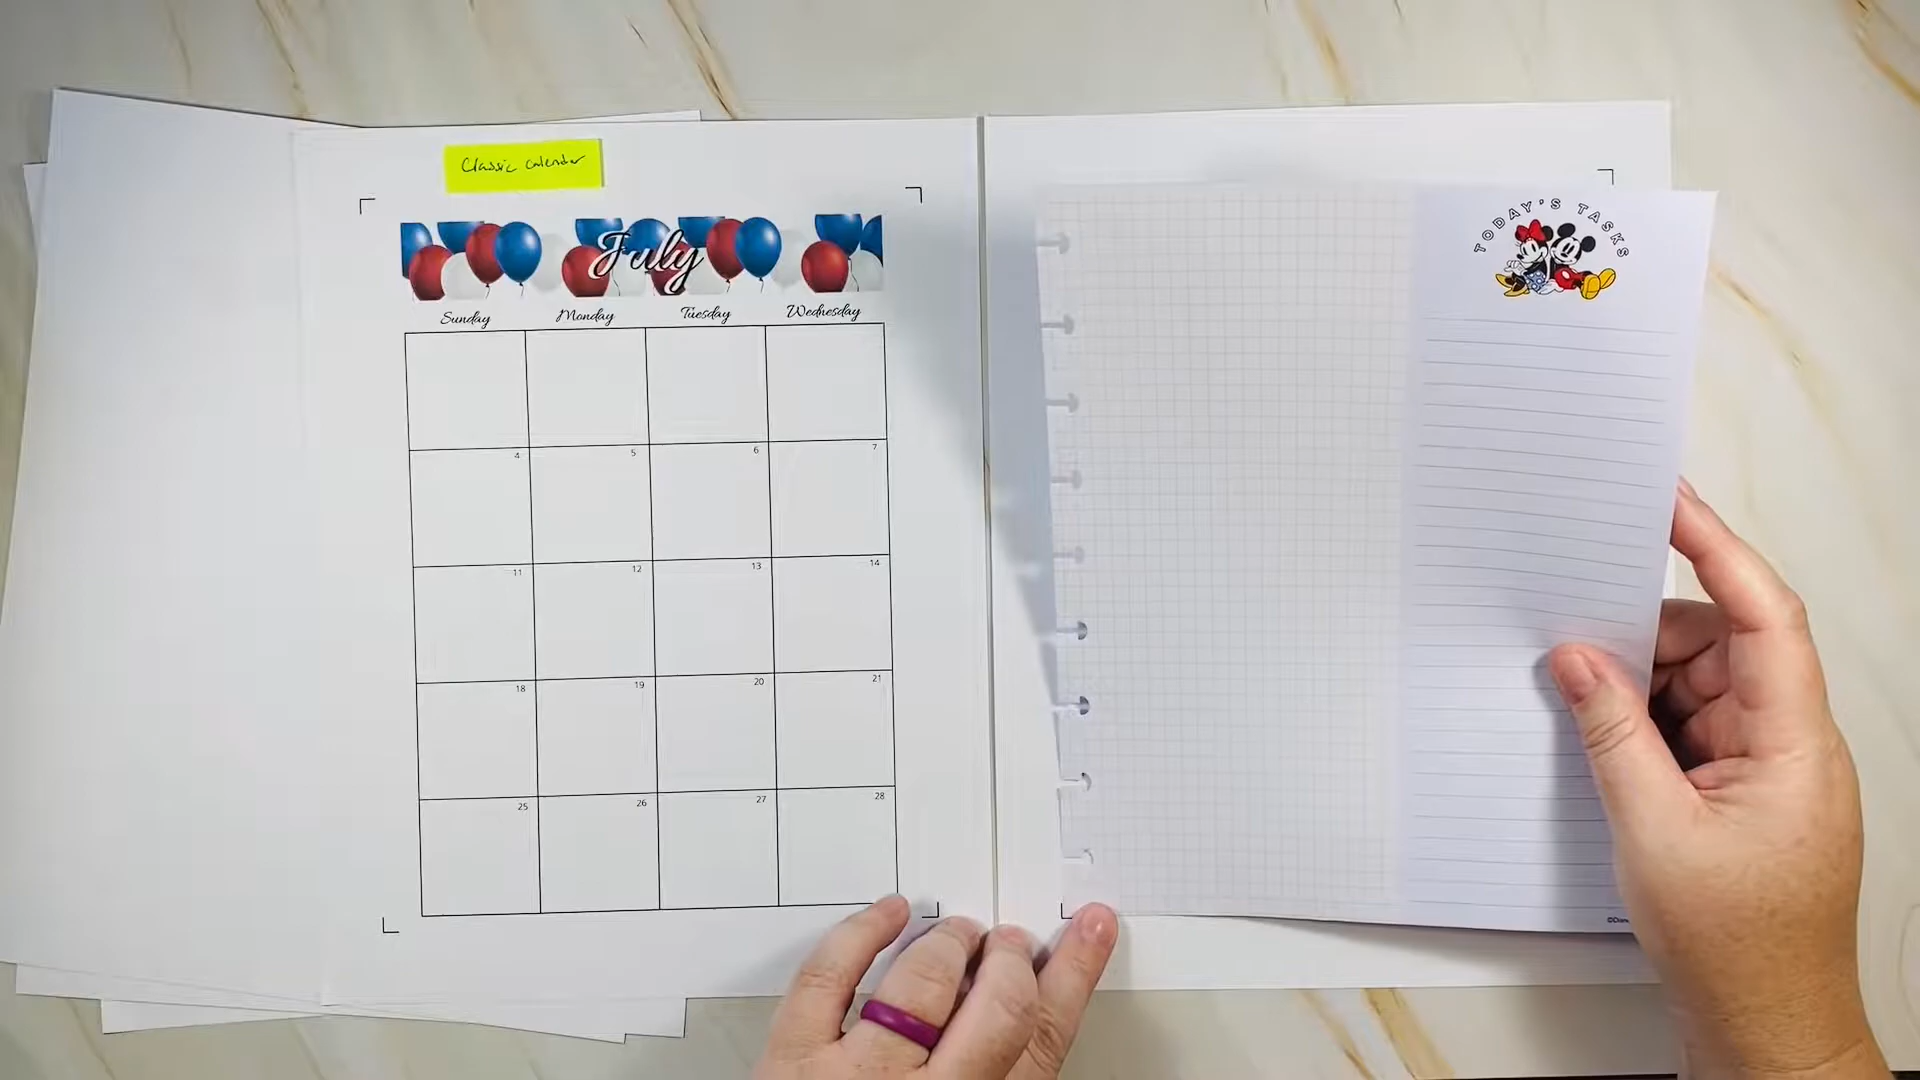 Classic calendar
July
Sunday Monday Tuesday Wednesday
4 5 6 7
11 12 13 14
18 19 20 21
25 26 27 28
TODAY'S TASKS